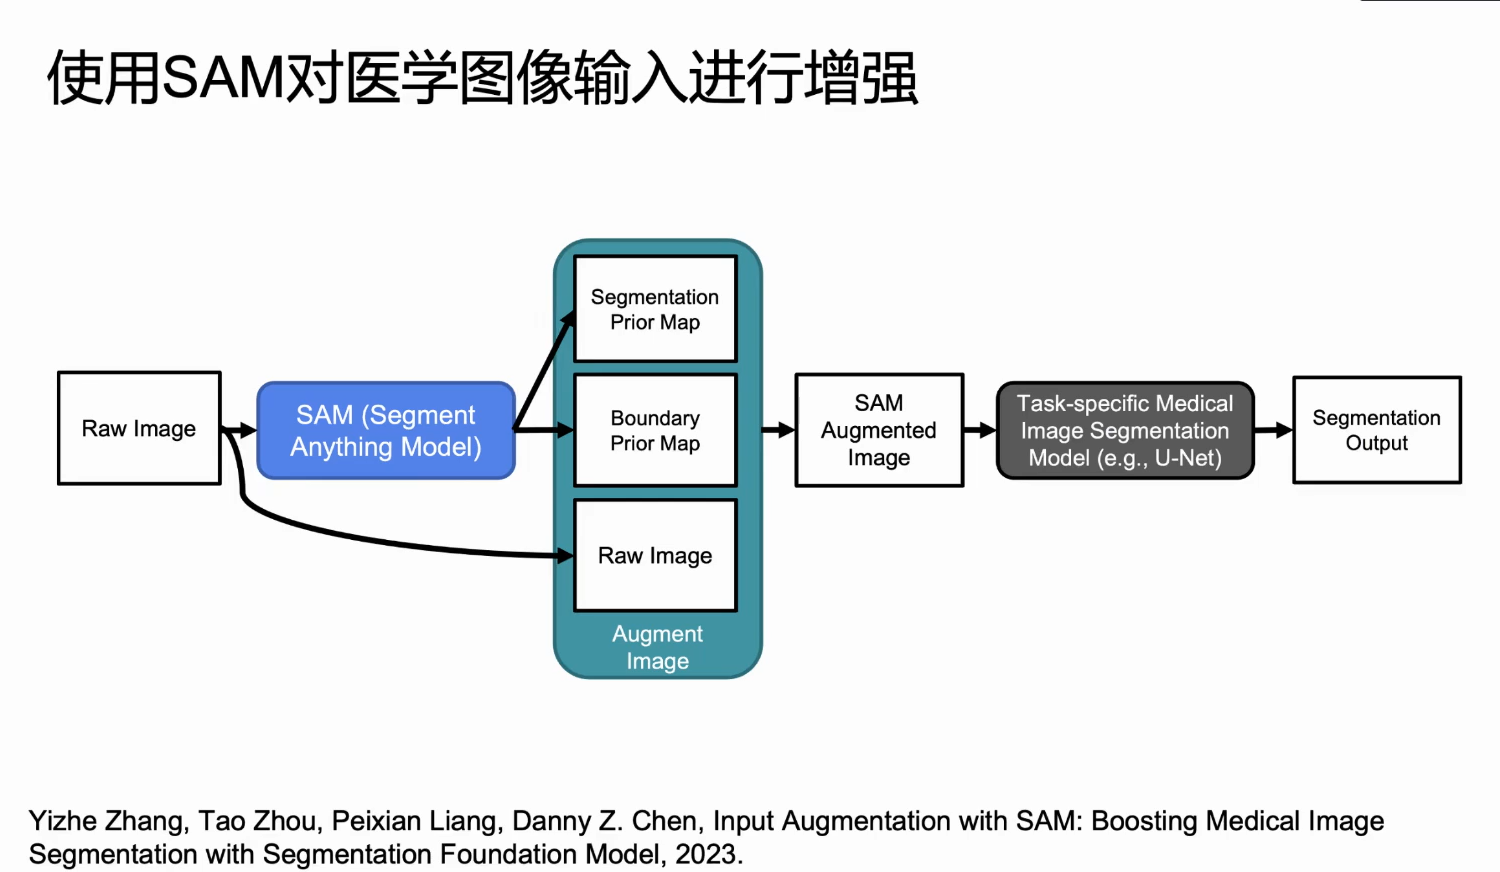 使用SAM对医学图像输入进行增强
Raw Image
SAM (Segment
Anything Model)
Segmentation
Prior Map
Boundary
Prior Map
Raw Image
Augment
Image
SAM
Augmented
Image
Task-specific Medical
Image Segmentation
Model (e.g., U-Net)
Segmentation
Output
Yizhe Zhang, Tao Zhou, Peixian Liang, Danny Z. Chen, Input Augmentation with SAM: Boosting Medical Image
Segmentation with Segmentation Foundation Model, 2023.